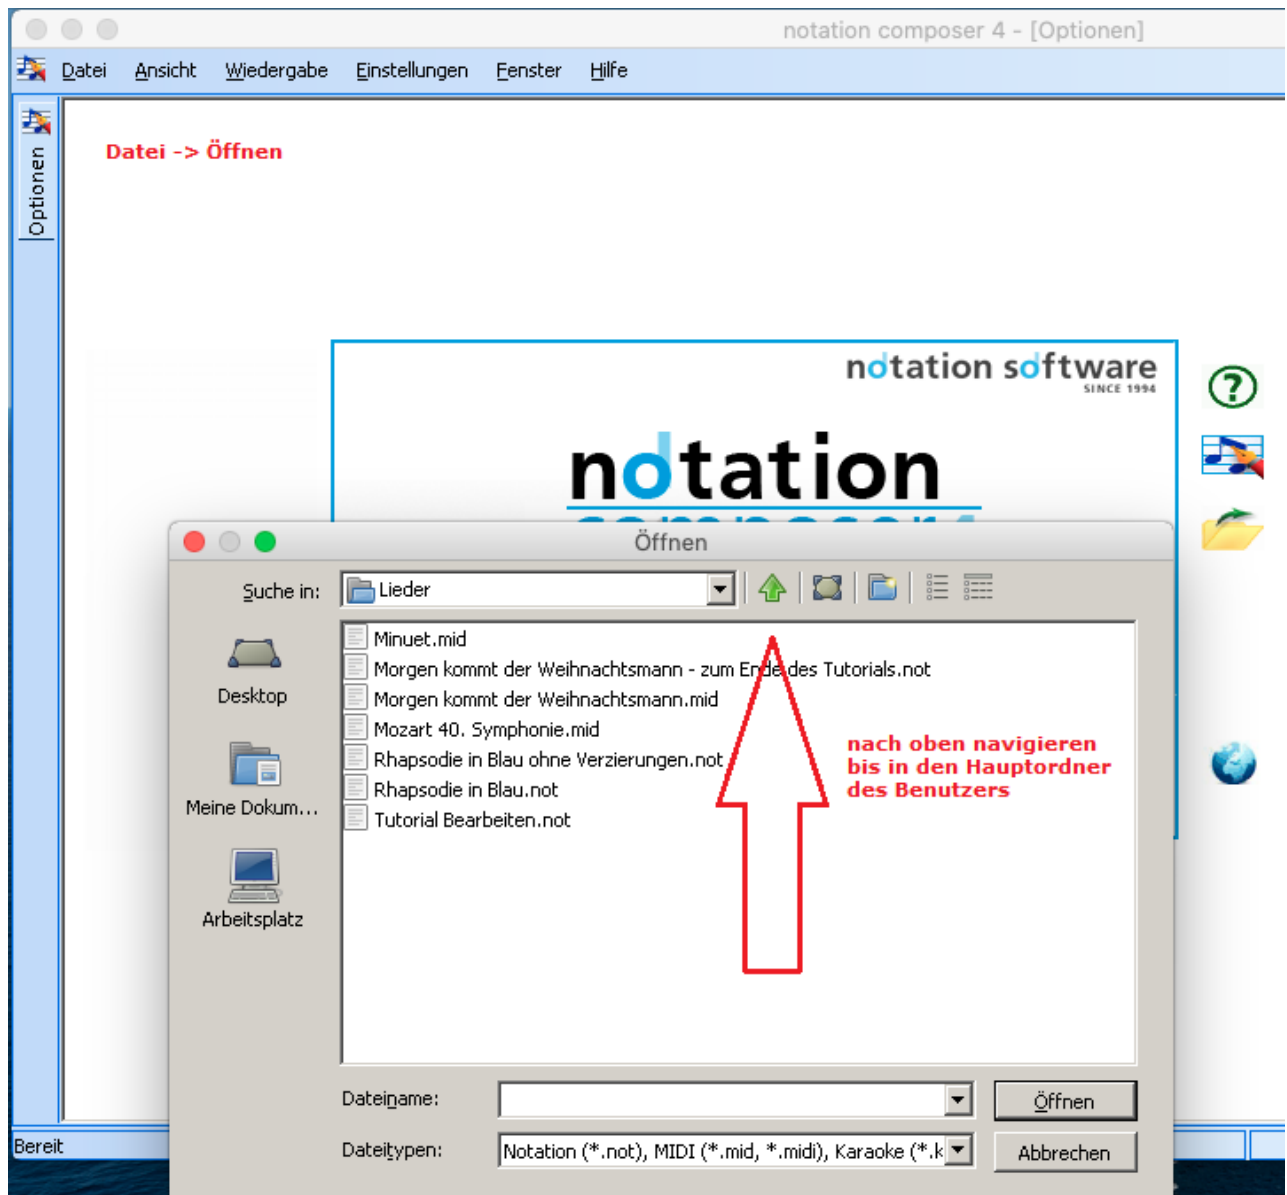 notation composer 4 - [Optionen]
Datei Ansicht Wiedergabe Einstellungen Fenster Hilfe
Optionen
Datei -> Öffnen
notation software
SINCE 1994
notation
Öffnen
Suche in: Lieder
Minuet.mid
Morgen kommt der Weihnachtsmann - zum Ende des Tutorials.not
Morgen kommt der Weihnachtsmann.mid
Mozart 40. Symphonie.mid
Rhapsodie in Blau ohne Verzierungen.not
Rhapsodie in Blau.not
Tutorial Bearbeiten.not
Desktop
Meine Dokum...
Arbeitsplatz
nach oben navigieren
bis in den Hauptordner
des Benutzers
Dateiname:
Öffnen
Dateitypen: Notation (*.not), MIDI (*.mid, *.midi), Karaoke (*.k
Abbrechen
Bereit